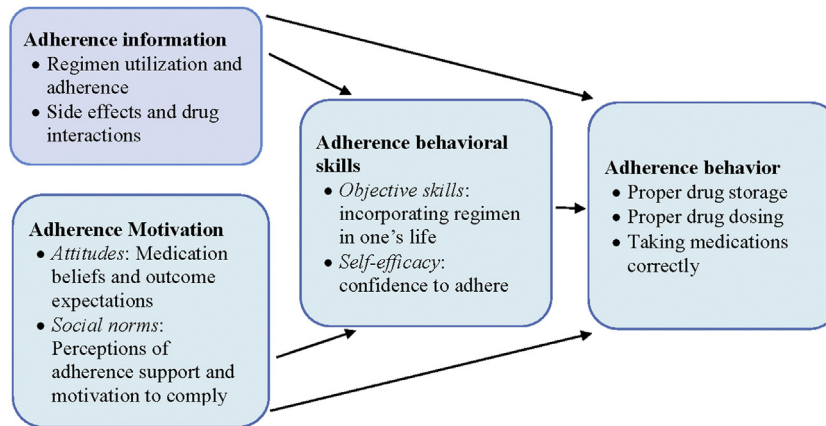 Adherence information
• Regimen utilization and
adherence
• Side effects and drug
interactions
Adherence Motivation
• Attitudes: Medication
beliefs and outcome
expectations
• Social norms:
Perceptions of
adherence support and
motivation to comply
Adherence behavioral
skills
• Objective skills:
incorporating regimen
in one's life
• Self-efficacy:
confidence to adhere
Adherence behavior
• Proper drug storage
• Proper drug dosing
• Taking medications
correctly